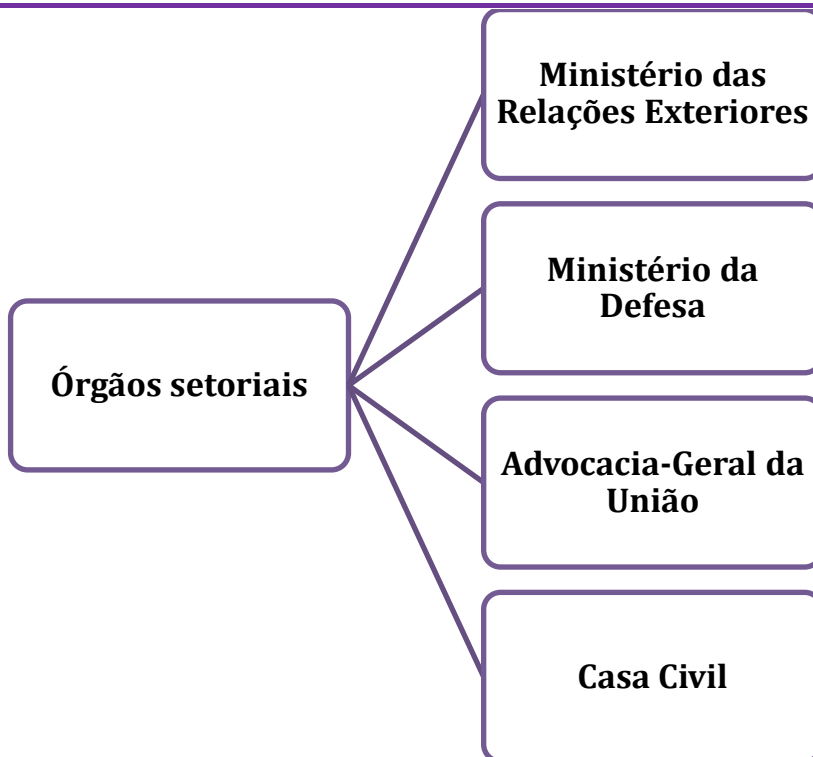 Ministério das
Relações Exteriores
Ministério da
Defesa
Órgãos setoriais
Advocacia-Geral da
União
Casa Civil